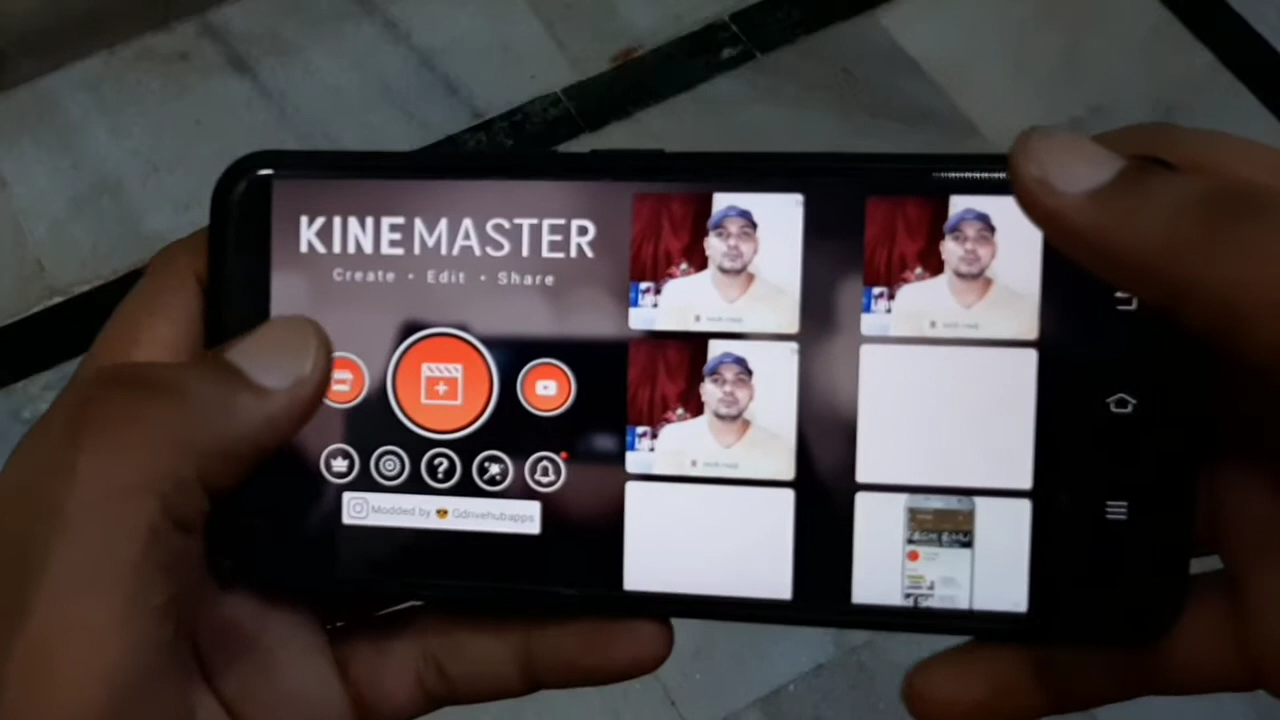 KINEMASTER
Create • Edit • Share
?
Modded by 😎 Gdrivehubapps